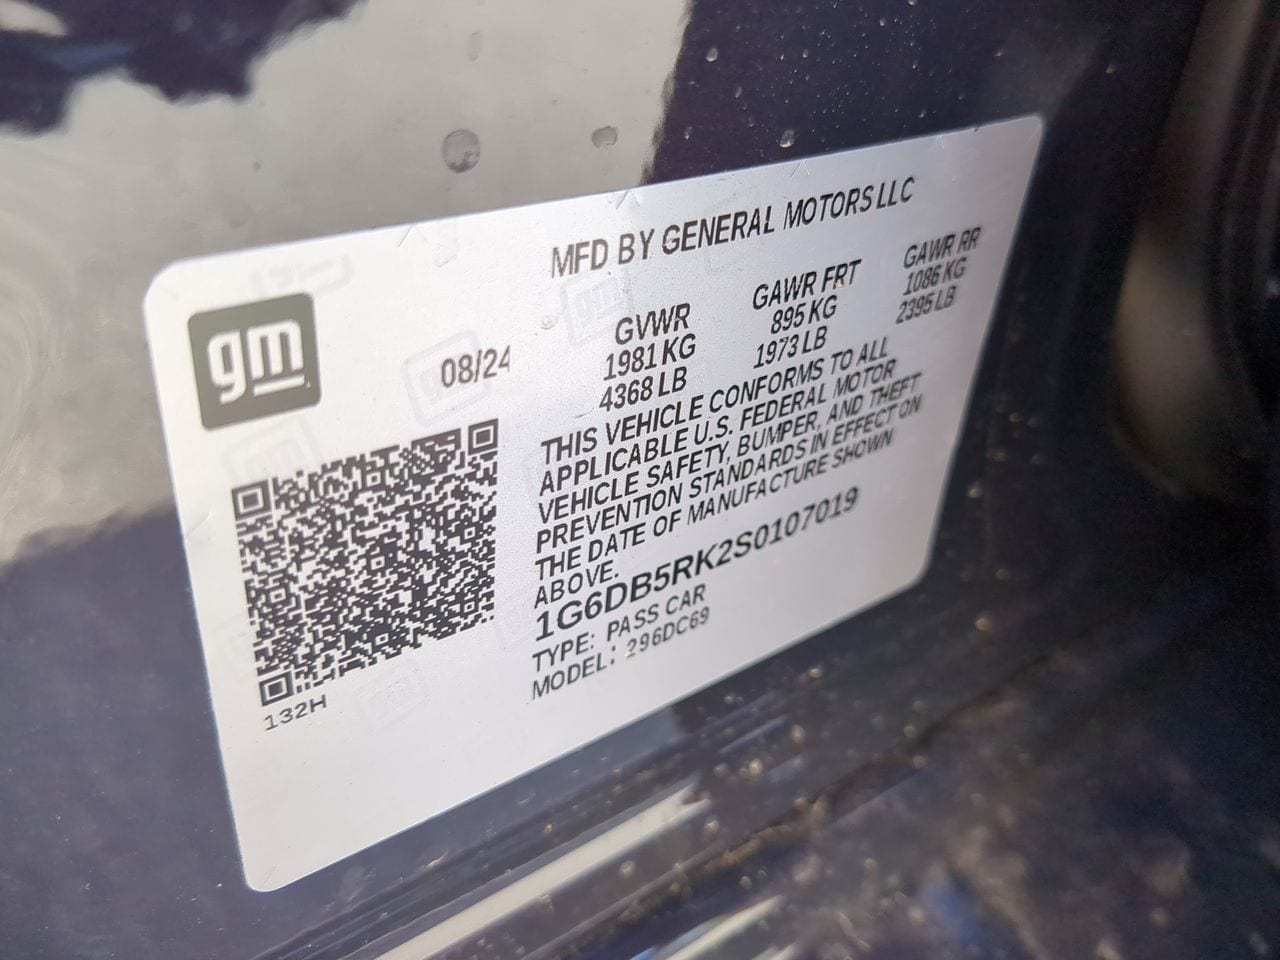 MFD BY GENERAL MOTORS LLC
gm
08/24
GVWR
1981 KG
4368 LB
GAWR FRT
895 KG
1973 LB
GAWR RR
1086 KG
2395 LB
THIS VEHICLE CONFORMS TO ALL
APPLICABLE U.S. FEDERAL MOTOR
VEHICLE SAFETY, BUMPER, AND THEFT
PREVENTION STANDARDS IN EFFECT ON
THE DATE OF MANUFACTURE SHOWN
ABOVE.
1G6DB5RK2S0107019
TYPE: PASS CAR
MODEL: 296DC69
132H